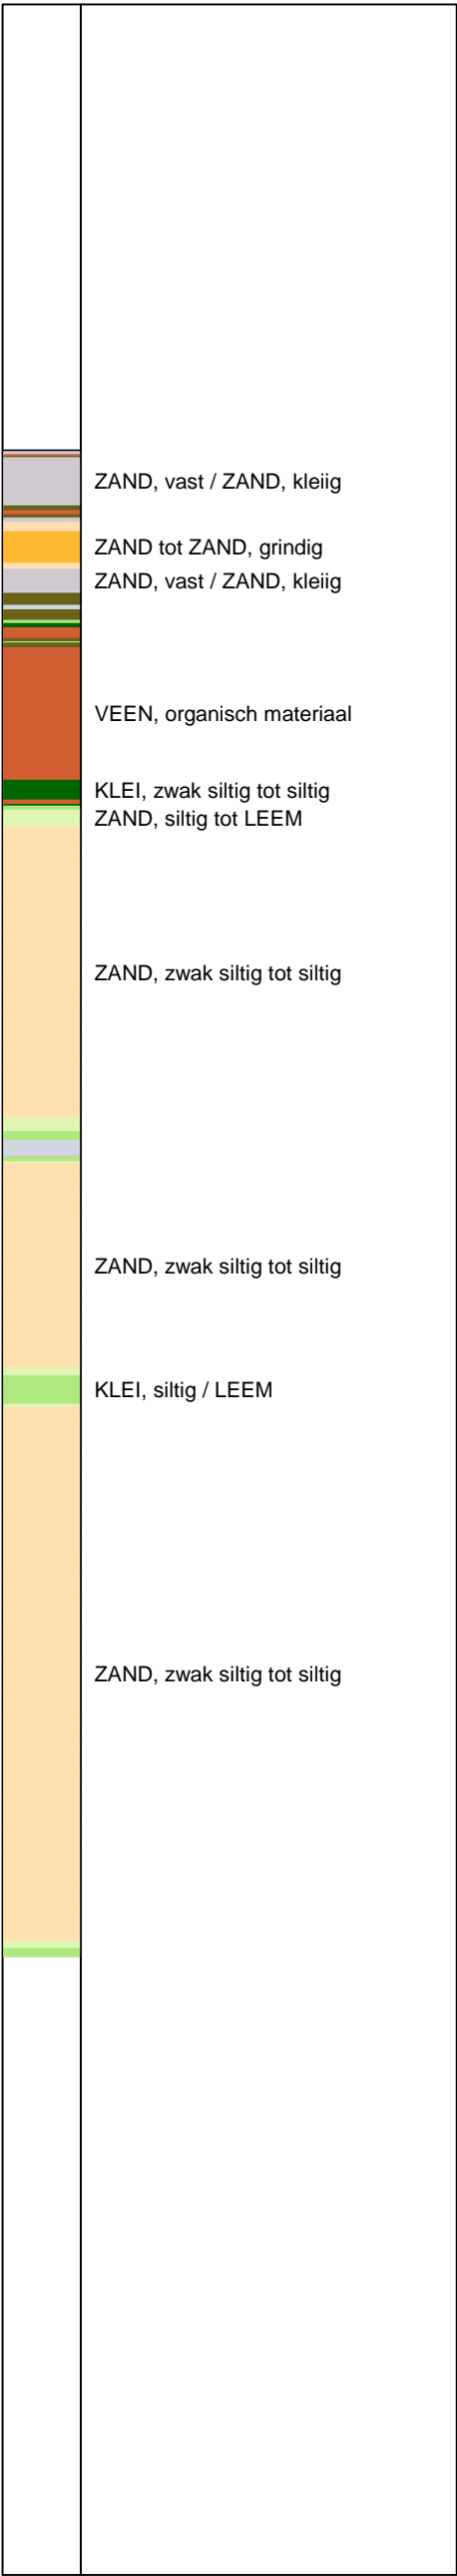 ZAND, vast / ZAND, kleiig
ZAND tot ZAND, grindig
ZAND, vast / ZAND, kleiig
VEEN, organisch materiaal
KLEI, zwak siltig tot siltig
ZAND, siltig tot LEEM
ZAND, zwak siltig tot siltig
ZAND, zwak siltig tot siltig
KLEI, siltig / LEEM
ZAND, zwak siltig tot siltig